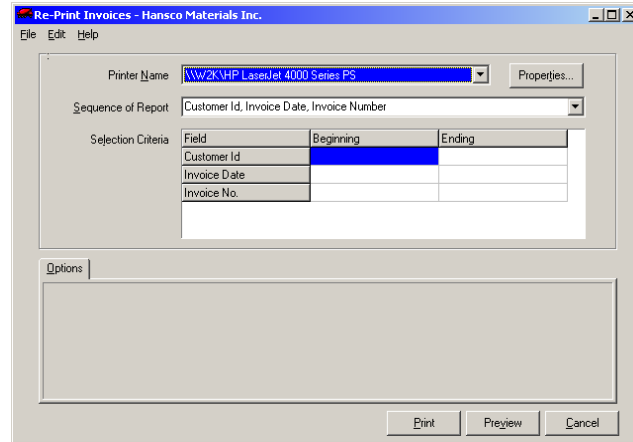 Re-Print Invoices - Hansco Materials Inc.
File Edit Help
Printer Name \\W2K\HP LaserJet 4000 Series PS Properties...
Sequence of Report Customer Id, Invoice Date, Invoice Number
Selection Criteria Field Beginning Ending
Customer Id
Invoice Date
Invoice No.
Options
Print Preview Cancel